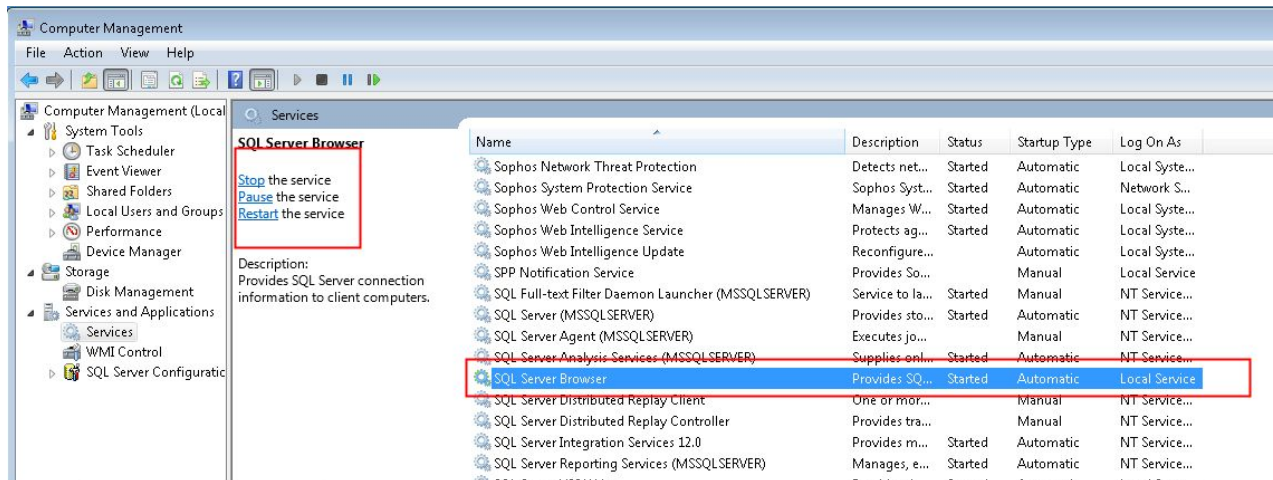 Computer Management
File Action View Help
Computer Management (Local
System Tools
Task Scheduler
Event Viewer
Shared Folders
Local Users and Groups
Performance
Device Manager
Storage
Disk Management
Services and Applications
Services
WMI Control
SQL Server Configuratic
Services
SQL Server Browser
Stop the service
Pause the service
Restart the service
Description:
Provides SQL Server connection
information to client computers.
Name Description Status Startup Type Log On As
Sophos Network Threat Protection Detects net... Started Automatic Local Syste...
Sophos System Protection Service Sophos Syst... Started Automatic Network S...
Sophos Web Control Service Manages W... Started Automatic Local Syste...
Sophos Web Intelligence Service Protects ag... Started Automatic Local Syste...
Sophos Web Intelligence Update Reconfigure... Automatic Local Syste...
SPP Notification Service Provides So... Manual Local Service
SQL Full-text Filter Daemon Launcher (MSSQLSERVER) Service to la... Started Manual NT Service...
SQL Server (MSSQLSERVER) Provides sto... Started Automatic NT Service...
SQL Server Agent (MSSQLSERVER) Executes jo... Manual NT Service...
SQL Server Analysis Services (MSSQLSERVER) Supplies onl... Started Automatic NT Service...
SQL Server Browser Provides SQ... Started Automatic Local Service
SQL Server Distributed Replay Client One or mor... Manual NT Service...
SQL Server Distributed Replay Controller Provides tra... Manual NT Service...
SQL Server Integration Services 12.0 Provides m... Started Automatic NT Service...
SQL Server Reporting Services (MSSQLSERVER) Manages, e... Started Automatic NT Service...